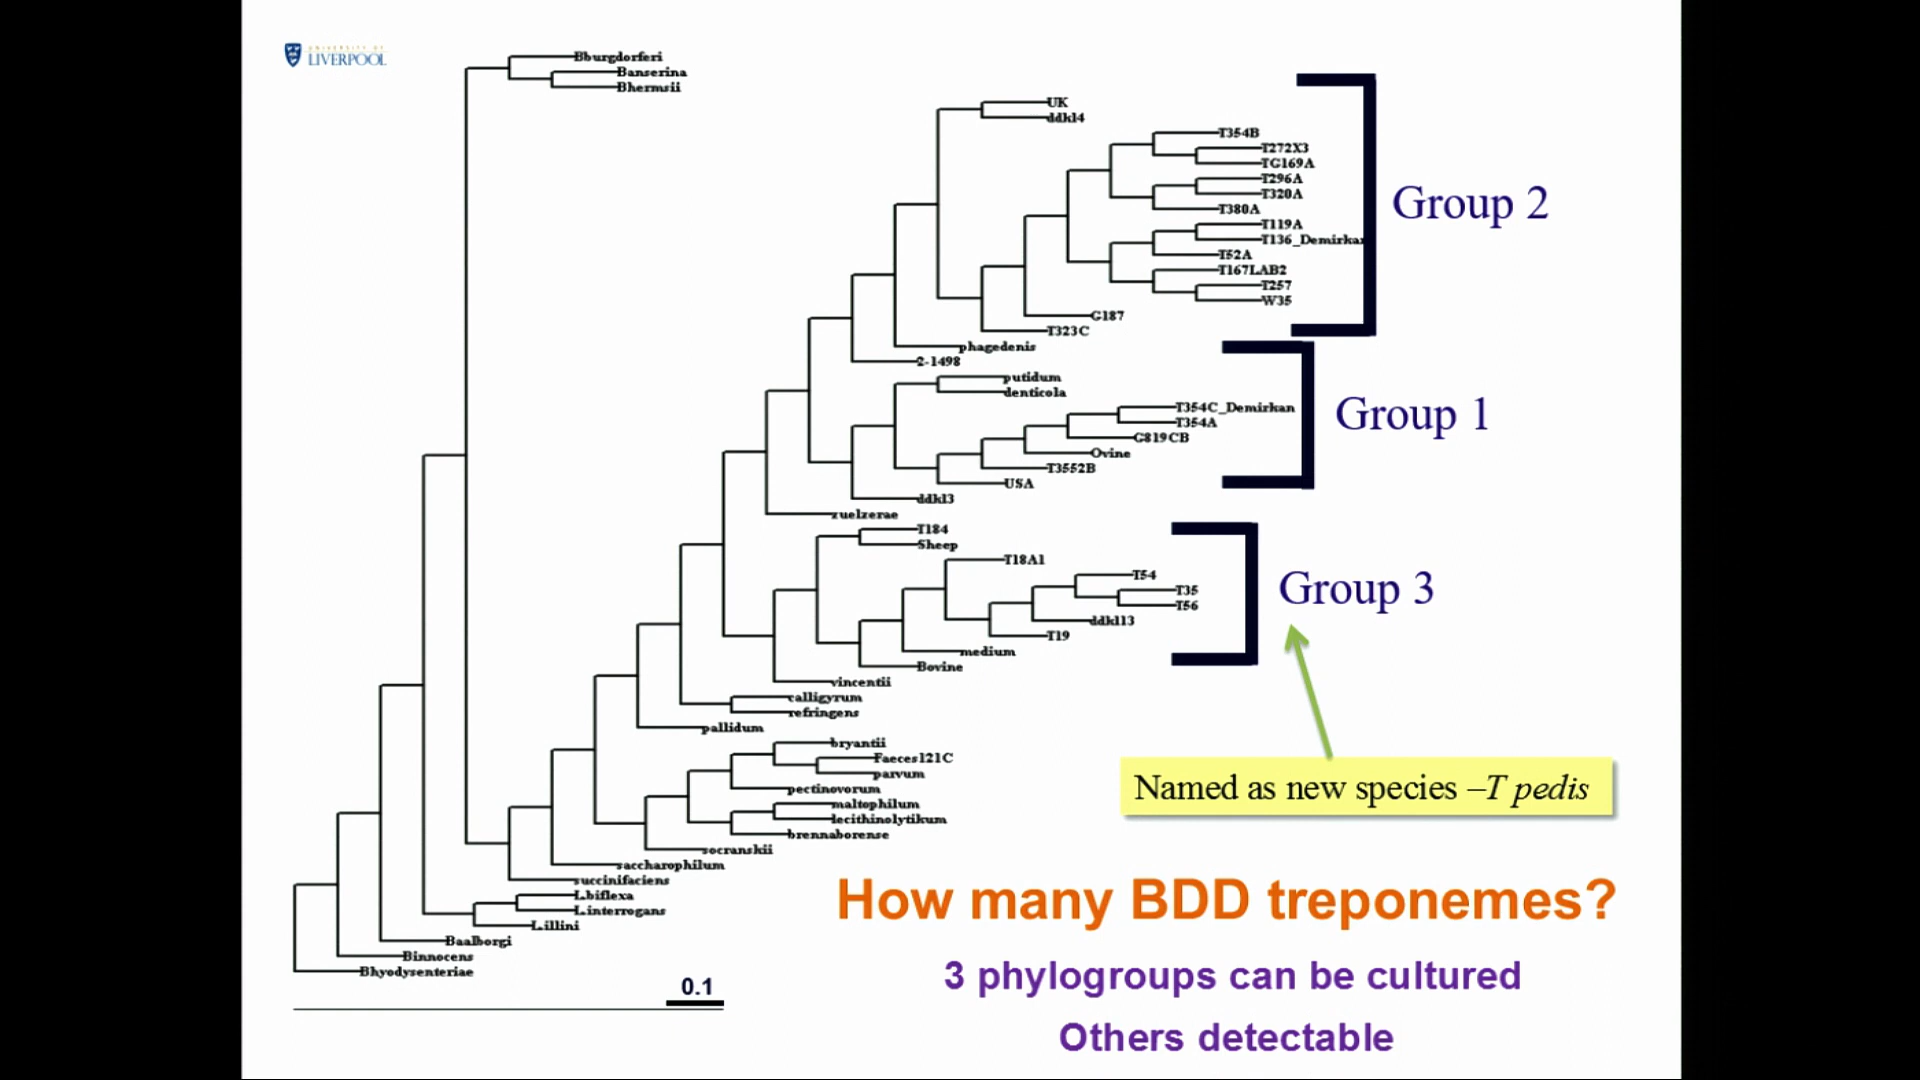 UNIVERSITY OF
LIVERPOOL
Bburgdorferi
Banserina
Bhermsii
UK
ddkl4
T354B
T272X3
TG169A
T296A
T320A
T380A
T119A
T136_Demirkan
T52A
T167LAB2
T257
W35
G187
T323C
phagedenis
2-1498
putidum
denticola
T354C_Demirkan
T354A
G819CB
Ovine
T3552B
USA
ddkl3
zuelzerae
T184
Sheep
T18A1
T54
T35
T56
ddkl13
T19
medium
Bovine
vincentii
calligyrum
refringens
pallidum
bryantii
Faeces121C
parvum
pectinovorum
maltophilum
lecithinolytikum
brennaborense
socranskii
saccharophilum
succinifaciens
Lbiflexa
Linterrogans
Lillini
Baalborgi
Binnocens
Bhyodysenteriae
0.1
Group 2
Group 1
Group 3
Named as new species –T pedis
How many BDD treponemes?
3 phylogroups can be cultured
Others detectable